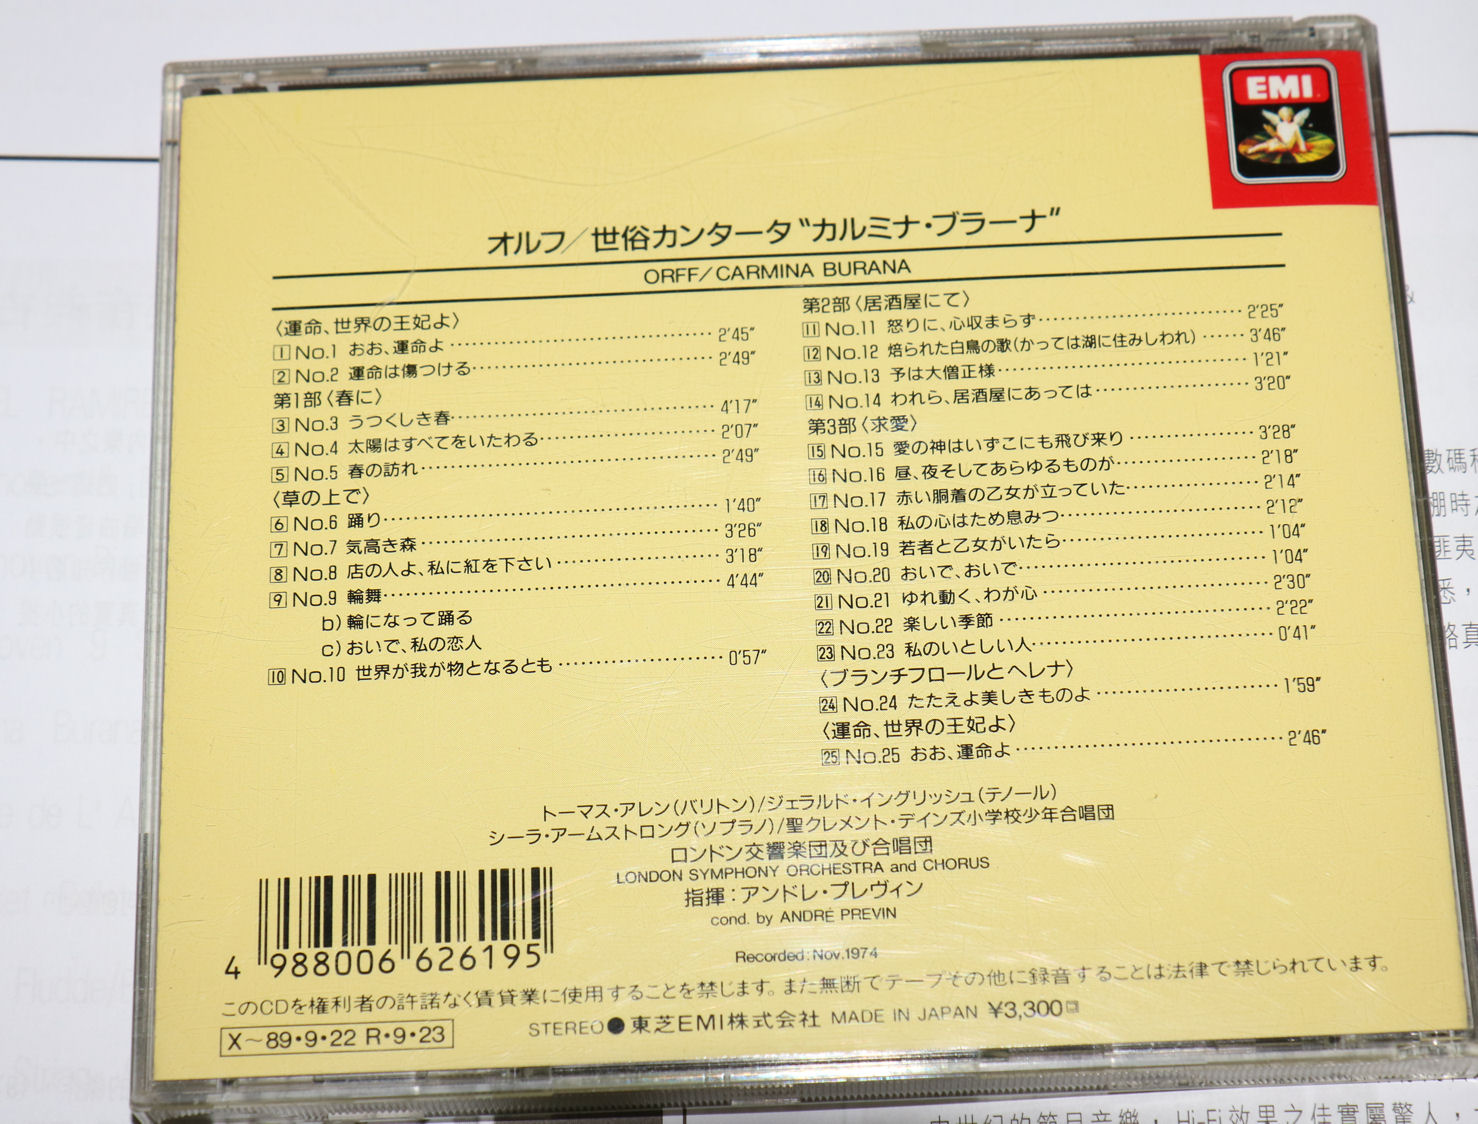 EMI
オルフ／世俗カンタータ“カルミナ・ブラーナ”
ORFF／CARMINA BURANA
〈運命、世界の王妃よ〉
1 No.1 おお、運命よ 2′45″
2 No.2 運命は傷つける 2′49″
第1部〈春に〉
3 No.3 うつくしき春 4′17″
4 No.4 太陽はすべてをいたわる 2′07″
5 No.5 春の訪れ 2′49″
〈草の上で〉
6 No.6 踊り 1′40″
7 No.7 気高き森 3′26″
8 No.8 店の人よ、私に紅を下さい 3′18″
9 No.9 輪舞 4′44″
b）輪になって踊る
c）おいで、私の恋人
10 No.10 世界が我が物となるとも 0′57″
第2部〈居酒屋にて〉
11 No.11 怒りに、心収まらず 2′25″
12 No.12 焙られた白鳥の歌（かっては湖に住みしわれ） 3′46″
13 No.13 予は大僧正様 1′21″
14 No.14 われら、居酒屋にあっては 3′20″
第3部〈求愛〉
15 No.15 愛の神はいずこにも飛び来り 3′28″
16 No.16 昼、夜そしてあらゆるものが 2′18″
17 No.17 赤い胴着の乙女が立っていた 2′14″
18 No.18 私の心はため息みつ 2′12″
19 No.19 若者と乙女がいたら 1′04″
20 No.20 おいで、おいで 1′04″
21 No.21 ゆれ動く、わが心 2′30″
22 No.22 楽しい季節 2′22″
23 No.23 私のいとしい人 0′41″
〈ブランチフロールとヘレナ〉
24 No.24 たたえよ美しきものよ 1′59″
〈運命、世界の王妃よ〉
25 No.25 おお、運命よ 2′46″
トーマス・アレン（バリトン）/ジェラルド・イングリッシュ（テノール）
シーラ・アームストロング（ソプラノ）/聖クレメント・デインズ小学校少年合唱団
ロンドン交響楽団及び合唱団
LONDON SYMPHONY ORCHESTRA and CHORUS
指揮：アンドレ・プレヴィン
cond. by ANDRÉ PREVIN
Recorded: Nov.1974
4 988006 626195
このCDを権利者の許諾なく賃貸業に使用することを禁じます。また無断でテープその他に録音することは法律で禁じられています。
X～89・9・22 R・9・23
STEREO●東芝EMI株式会社 MADE IN JAPAN ¥3,300
數碼
棚時
匪夷
悉，
中世紀的節目音樂，Hi-Fi效果之佳實屬驚人，